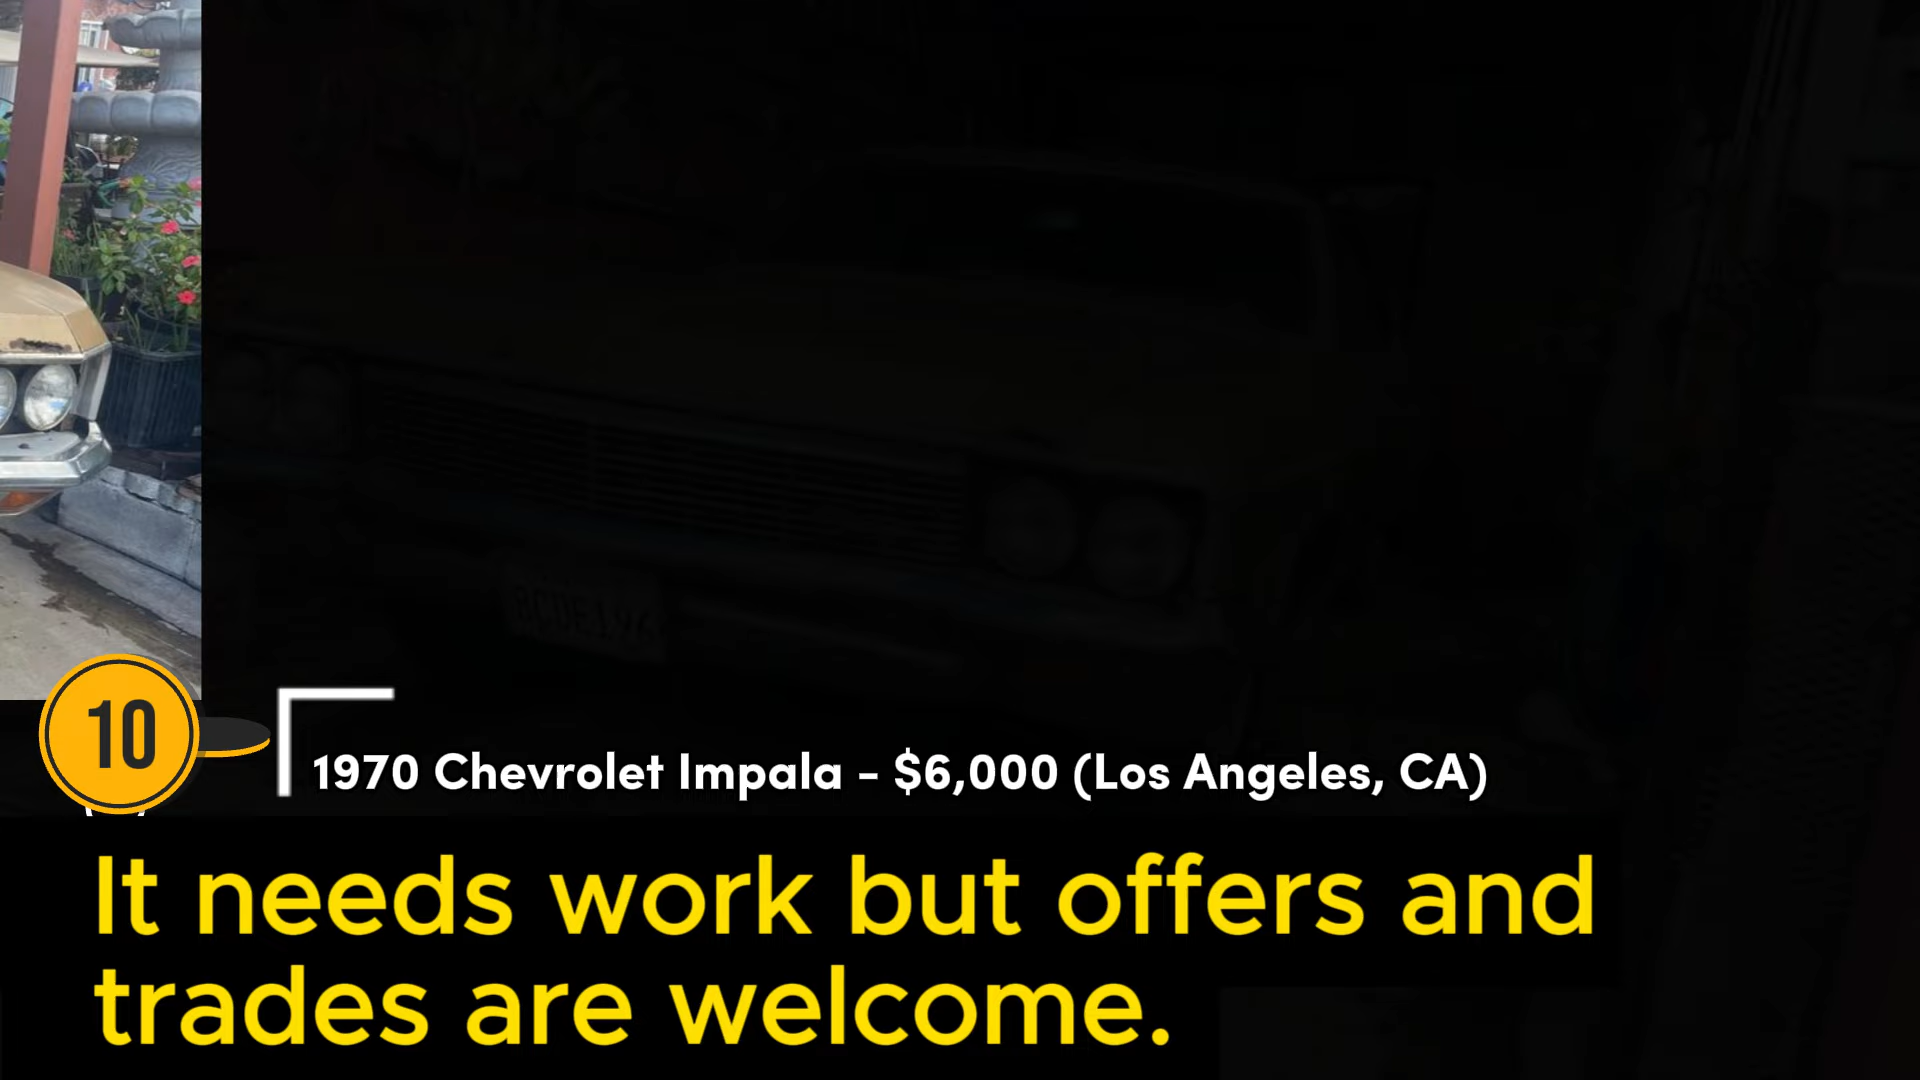 10
1970 Chevrolet Impala - $6,000 (Los Angeles, CA)
It needs work but offers and
trades are welcome.